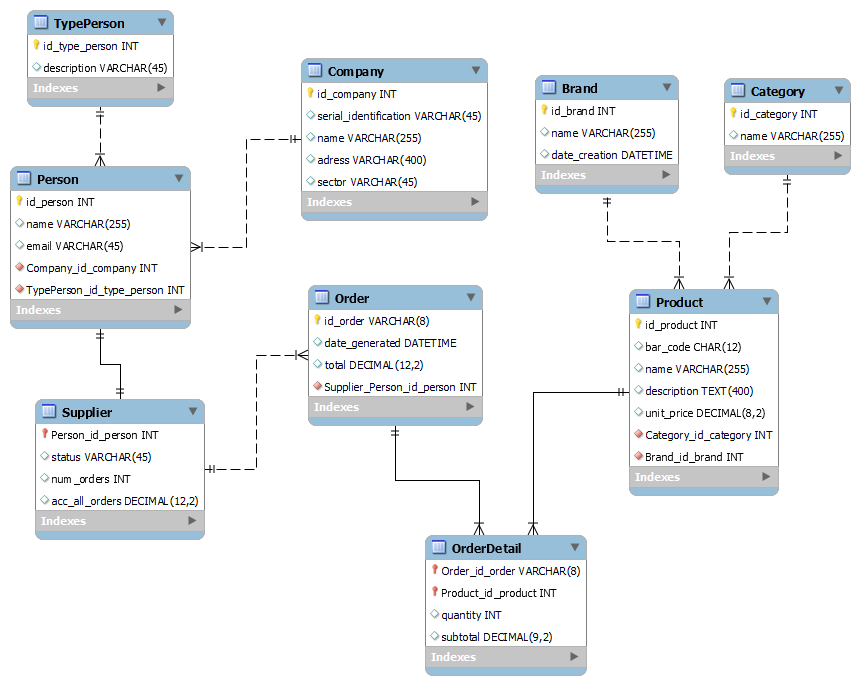 TypePerson
id_type_person INT
description VARCHAR(45)
Indexes
Company
id_company INT
serial_identification VARCHAR(45)
name VARCHAR(255)
adress VARCHAR(400)
sector VARCHAR(45)
Indexes
Brand
id_brand INT
name VARCHAR(255)
date_creation DATETIME
Indexes
Category
id_category INT
name VARCHAR(255)
Indexes
Person
id_person INT
name VARCHAR(255)
email VARCHAR(45)
Company_id_company INT
TypePerson_id_type_person INT
Indexes
Order
id_order VARCHAR(8)
date_generated DATETIME
total DECIMAL(12,2)
Supplier_Person_id_person INT
Indexes
Product
id_product INT
bar_code CHAR(12)
name VARCHAR(255)
description TEXT(400)
unit_price DECIMAL(8,2)
Category_id_category INT
Brand_id_brand INT
Indexes
Supplier
Person_id_person INT
status VARCHAR(45)
num_orders INT
acc_all_orders DECIMAL(12,2)
Indexes
OrderDetail
Order_id_order VARCHAR(8)
Product_id_product INT
quantity INT
subtotal DECIMAL(9,2)
Indexes